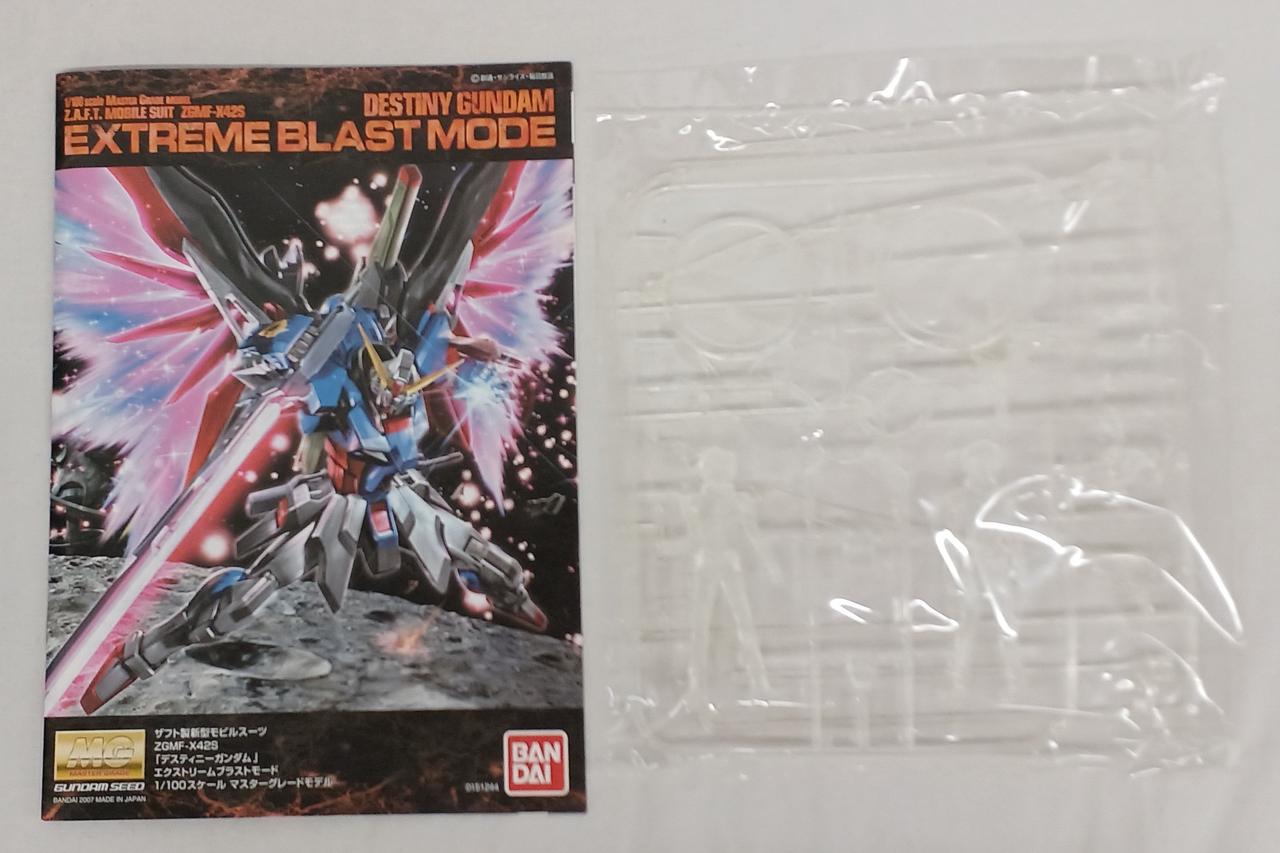 ©創通・サンライズ・毎日放送
1/100 scale MASTER GRADE MODEL
Z.A.F.T. MOBILE SUIT ZGMF-X42S
DESTINY GUNDAM
EXTREME BLAST MODE
MG
MASTER GRADE
GUNDAM SEED
BANDAI 2007 MADE IN JAPAN
ザフト製新型モビルスーツ
ZGMF-X42S
「デスティニーガンダム」
エクストリームブラストモード
1/100スケール マスターグレードモデル
0151244
BAN
DAI